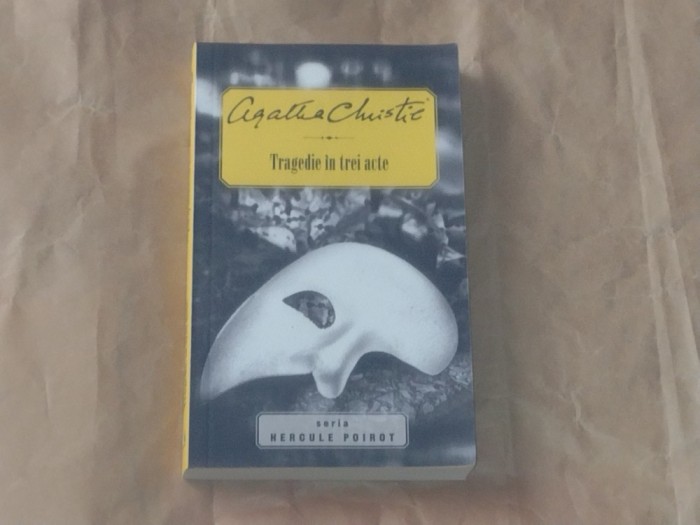 Agatha Christie
Tragedie în trei acte
seria
HERCULE POIROT